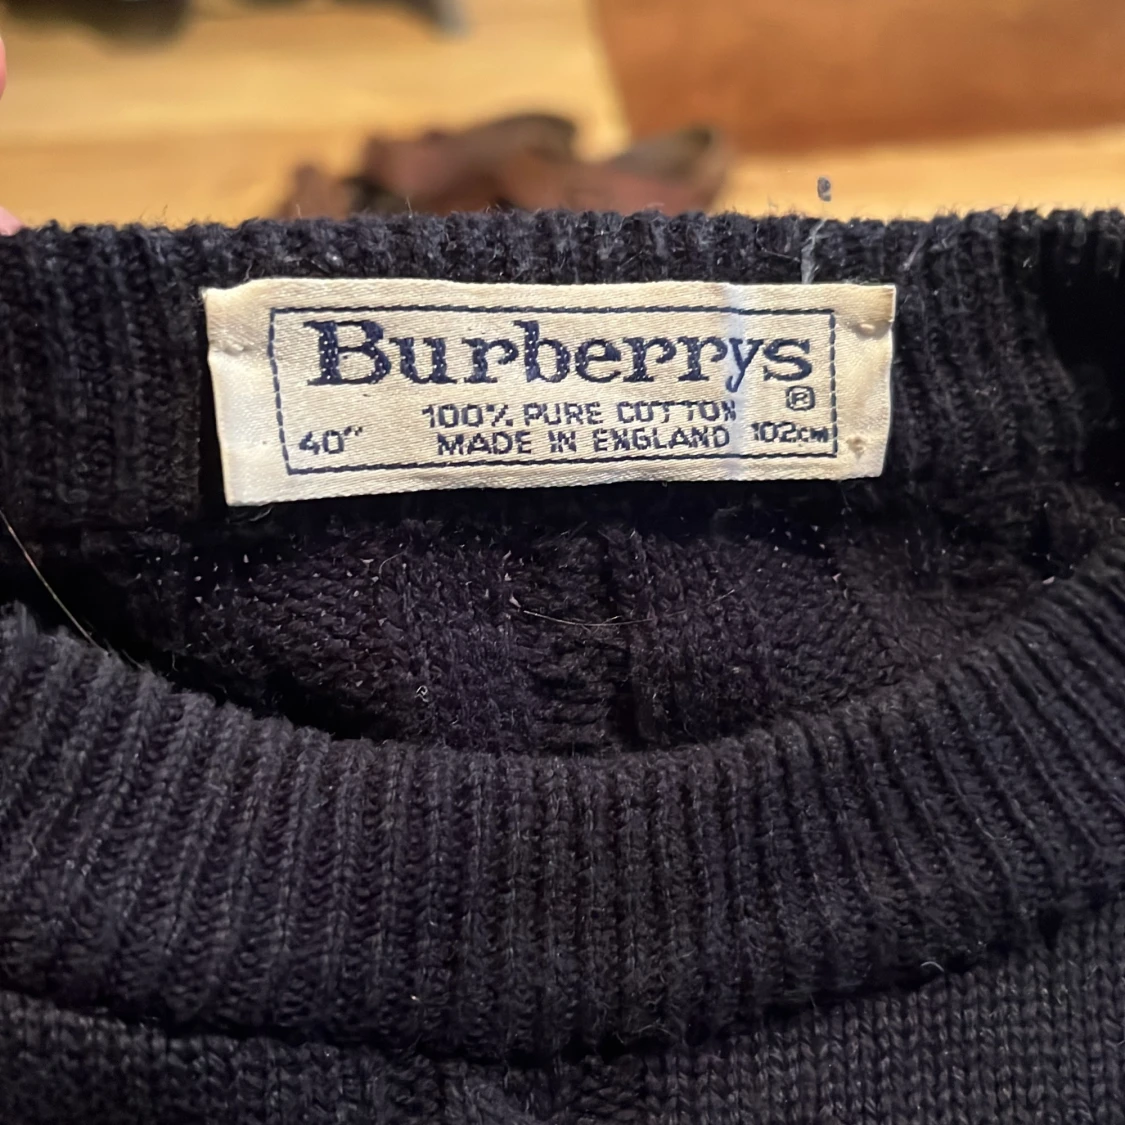 Burberrys
®
100% PURE COTTON
40" MADE IN ENGLAND 102cm